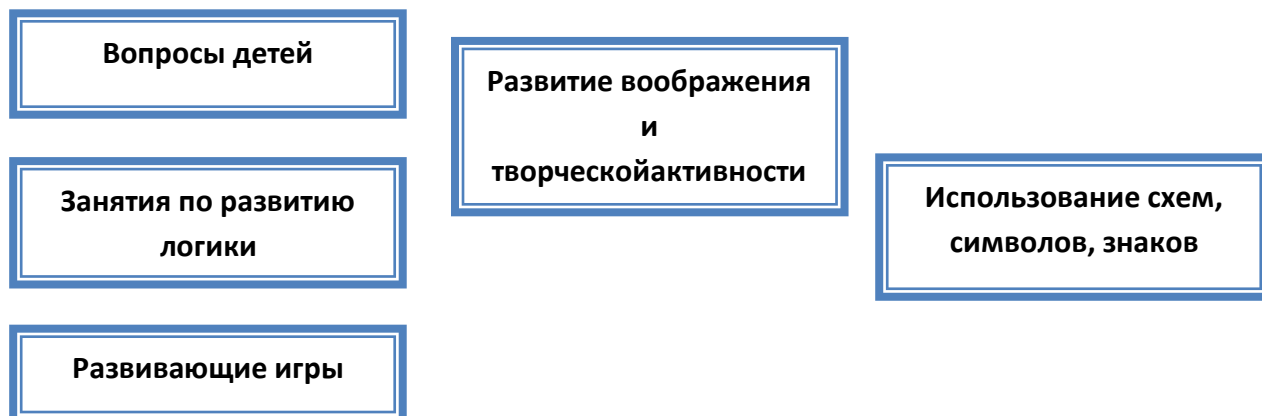 Вопросы детей
Занятия по развитию
логики
Развивающие игры
Развитие воображения
и
творческойактивности
Использование схем,
символов, знаков